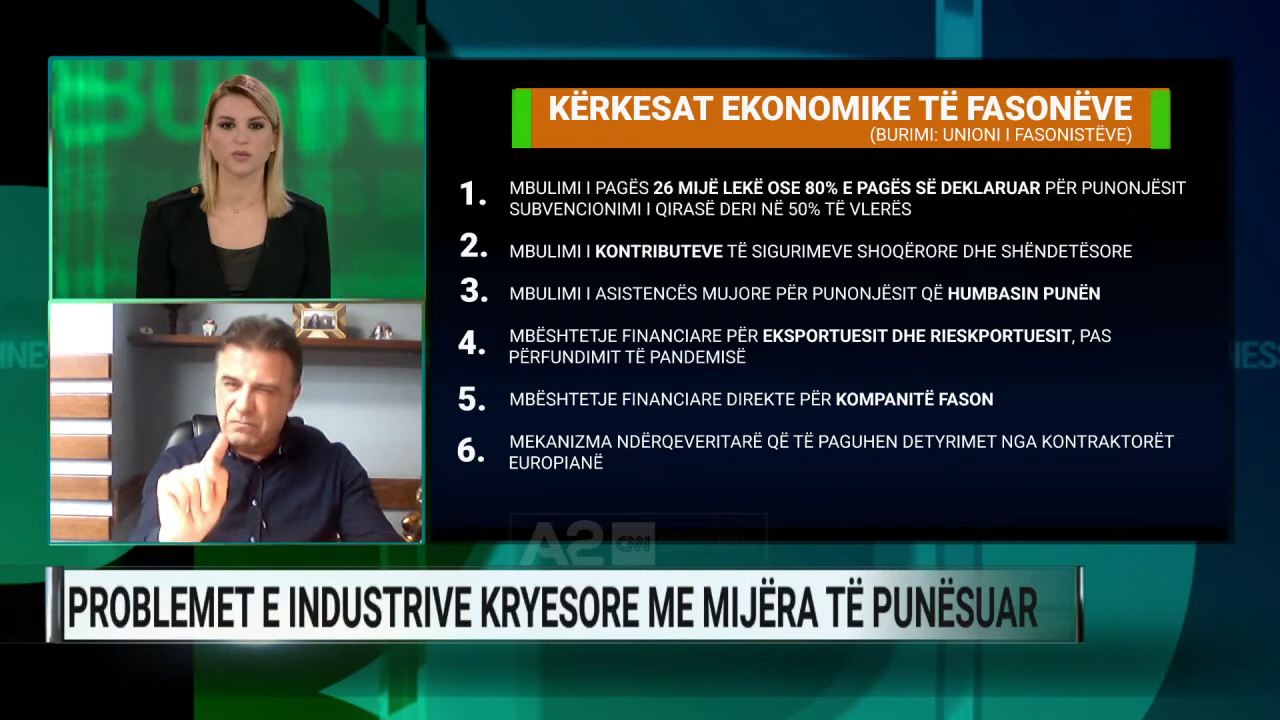 BUSINE
KËRKESAT EKONOMIKE TË FASONËVE
(BURIMI: UNIONI I FASONISTËVE)
1. MBULIMI I PAGËS 26 MIJË LEKË OSE 80% E PAGËS SË DEKLARUAR PËR PUNONJËSIT
SUBVENCIONIMI I QIRASË DERI NË 50% TË VLERËS
2. MBULIMI I KONTRIBUTEVE TË SIGURIMEVE SHOQËRORE DHE SHËNDETËSORE
3. MBULIMI I ASISTENCËS MUJORE PËR PUNONJËSIT QË HUMBASIN PUNËN
4. MBËSHTETJE FINANCIARE PËR EKSPORTUESIT DHE RIESKPORTUESIT, PAS
PËRFUNDIMIT TË PANDEMISË
5. MBËSHTETJE FINANCIARE DIREKTE PËR KOMPANITË FASON
6. MEKANIZMA NDËRQEVERITARË QË TË PAGUHEN DETYRIMET NGA KONTRAKTORËT
EUROPIANË
A2 CNN
PROBLEMET E INDUSTRIVE KRYESORE ME MIJËRA TË PUNËSUAR